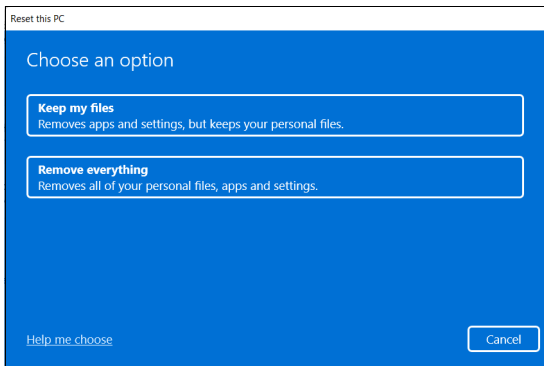 Reset this PC
Choose an option
Keep my files
Removes apps and settings, but keeps your personal files.
Remove everything
Removes all of your personal files, apps and settings.
Help me choose
Cancel